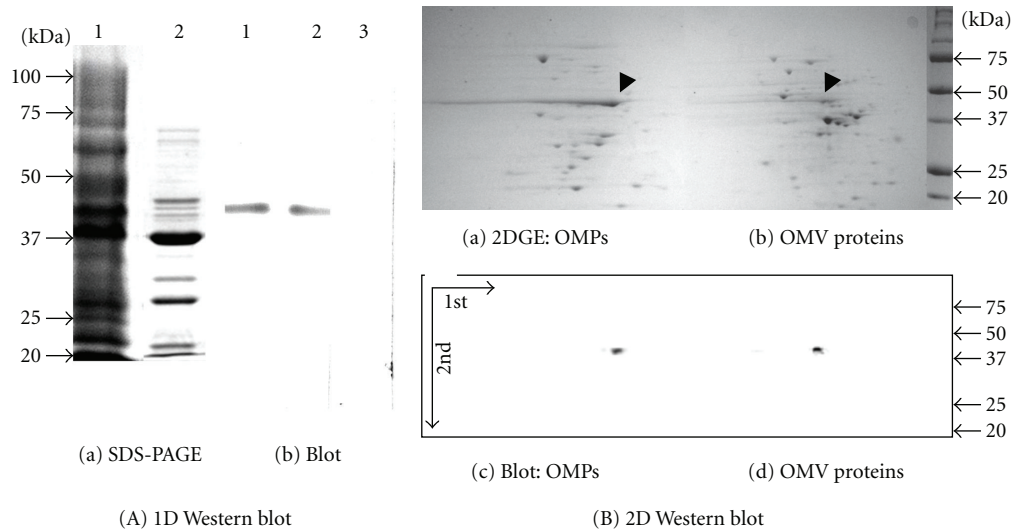 (kDa)
1 2
1 2 3
100
75
50
37
25
20
(a) SDS-PAGE
(b) Blot
(A) 1D Western blot
(kDa)
75
50
37
25
20
(a) 2DGE: OMPs
(b) OMV proteins
1st
2nd
75
50
37
25
20
(c) Blot: OMPs
(d) OMV proteins
(B) 2D Western blot